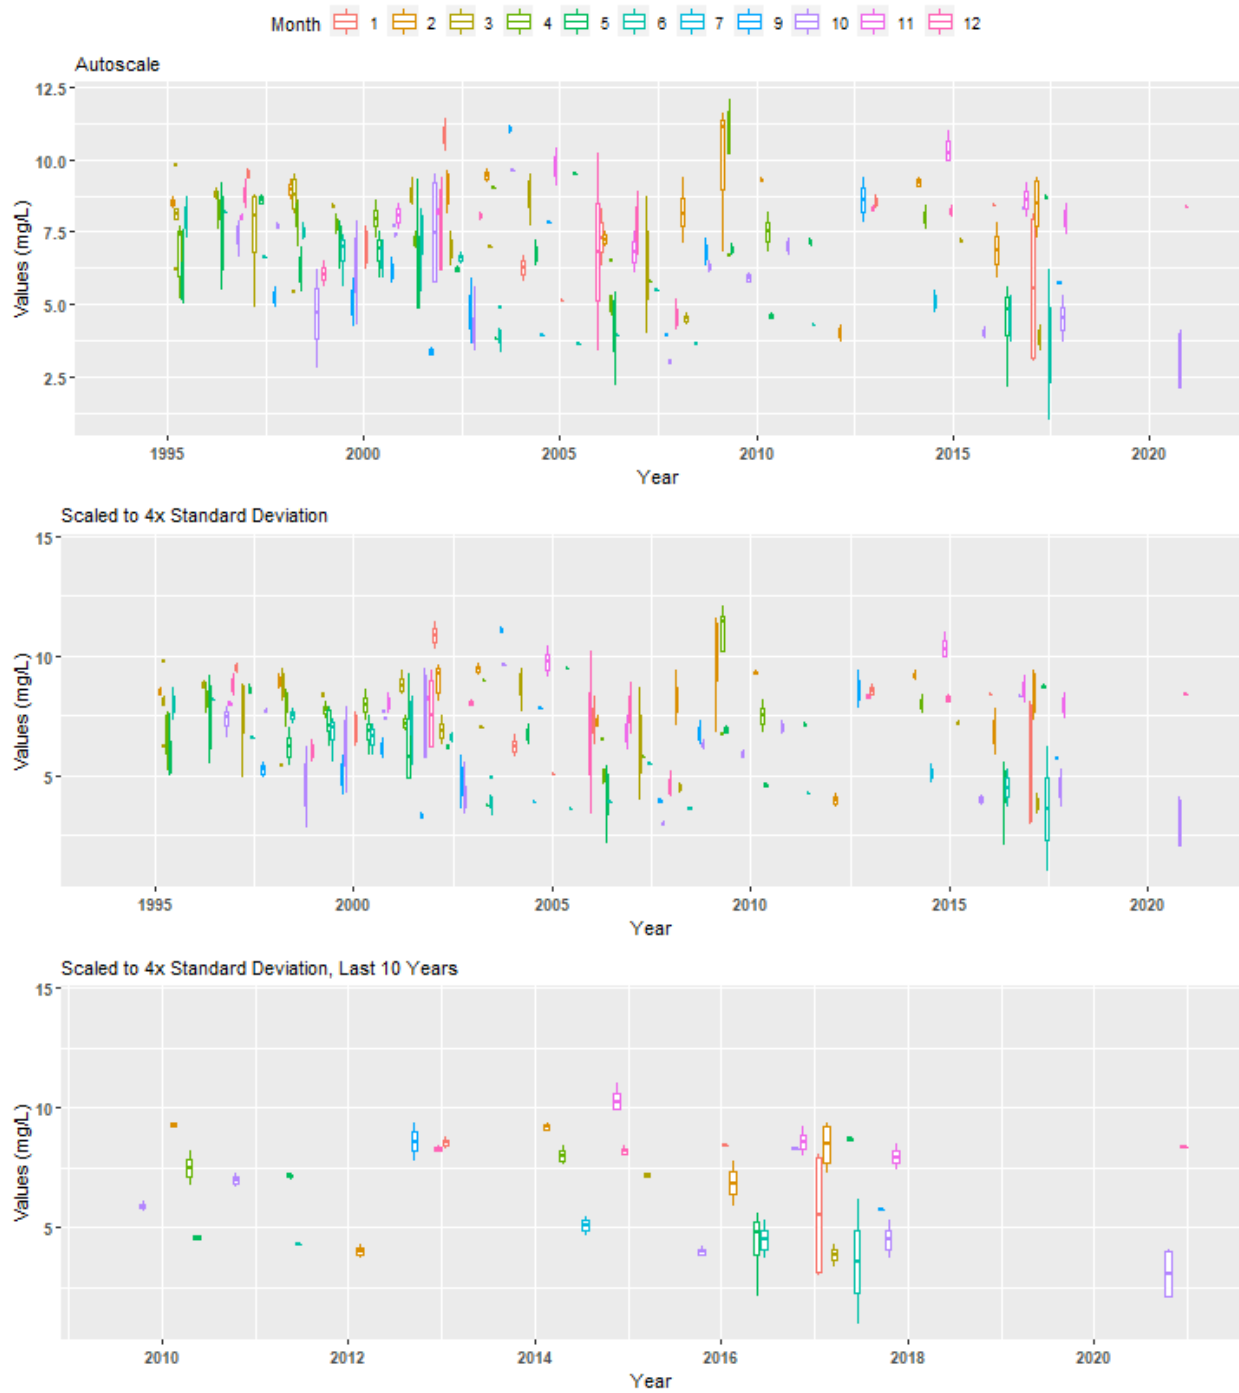 Month 1 2 3 4 5 6 7 9 10 11 12
Autoscale
12.5
10.0
7.5
5.0
2.5
Values (mg/L)
1995 2000 2005 2010 2015 2020
Year
Scaled to 4x Standard Deviation
15
10
5
Values (mg/L)
1995 2000 2005 2010 2015 2020
Year
Scaled to 4x Standard Deviation, Last 10 Years
15
10
5
Values (mg/L)
2010 2012 2014 2016 2018 2020
Year